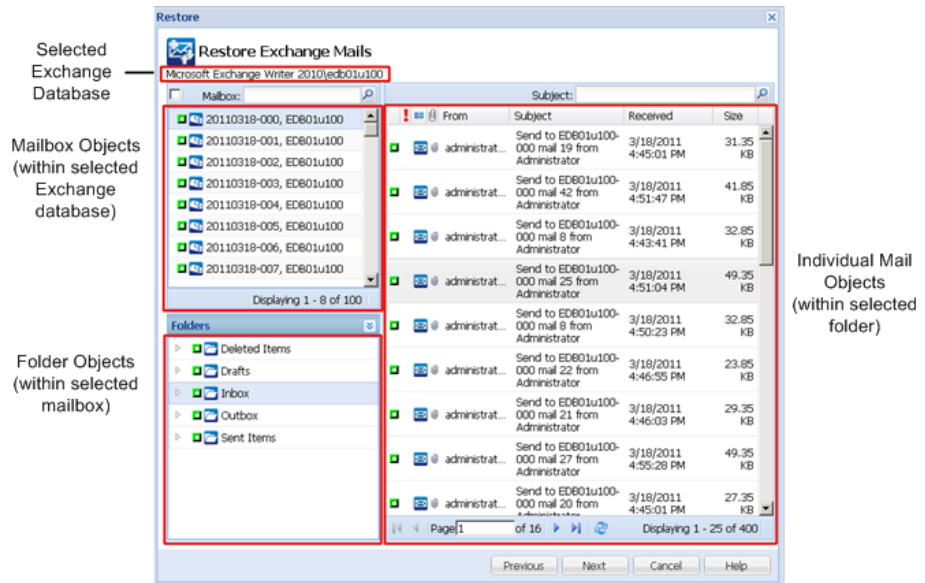 Restore
Restore Exchange Mails
Microsoft Exchange Writer 2010\edb01u100
Selected
Exchange
Database
Mailbox Objects
(within selected
Exchange
database)
Folder Objects
(within selected
mailbox)
Mailbox:
20110318-000, EDB01u100
20110318-001, EDB01u100
20110318-002, EDB01u100
20110318-003, EDB01u100
20110318-004, EDB01u100
20110318-005, EDB01u100
20110318-006, EDB01u100
20110318-007, EDB01u100
Displaying 1 - 8 of 100
Folders
Deleted Items
Drafts
Inbox
Outbox
Sent Items
Subject:
From Subject Received Size
Send to EDB01u100-
administrat... 000 mail 19 from 3/18/2011 31.35
Administrator 4:45:01 PM KB
Send to EDB01u100-
administrat... 000 mail 42 from 3/18/2011 41.85
Administrator 4:51:47 PM KB
Send to EDB01u100-
administrat... 000 mail 8 from 3/18/2011 32.85
Administrator 4:43:41 PM KB
Send to EDB01u100-
administrat... 000 mail 25 from 3/18/2011 49.35
Administrator 4:51:04 PM KB
Send to EDB01u100-
administrat... 000 mail 8 from 3/18/2011 32.85
Administrator 4:50:23 PM KB
Send to EDB01u100-
administrat... 000 mail 22 from 3/18/2011 23.85
Administrator 4:46:55 PM KB
Send to EDB01u100-
administrat... 000 mail 21 from 3/18/2011 29.35
Administrator 4:46:03 PM KB
Send to EDB01u100-
administrat... 000 mail 27 from 3/18/2011 49.35
Administrator 4:55:28 PM KB
Send to EDB01u100-
administrat... 000 mail 20 from 3/18/2011 27.35
Administrator 4:45:01 PM KB
Page 1 of 16 Displaying 1 - 25 of 400
Individual Mail
Objects
(within selected
folder)
Previous Next Cancel Help